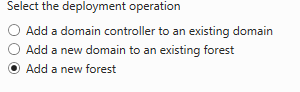 Select the deployment operation
Add a domain controller to an existing domain
Add a new domain to an existing forest
Add a new forest